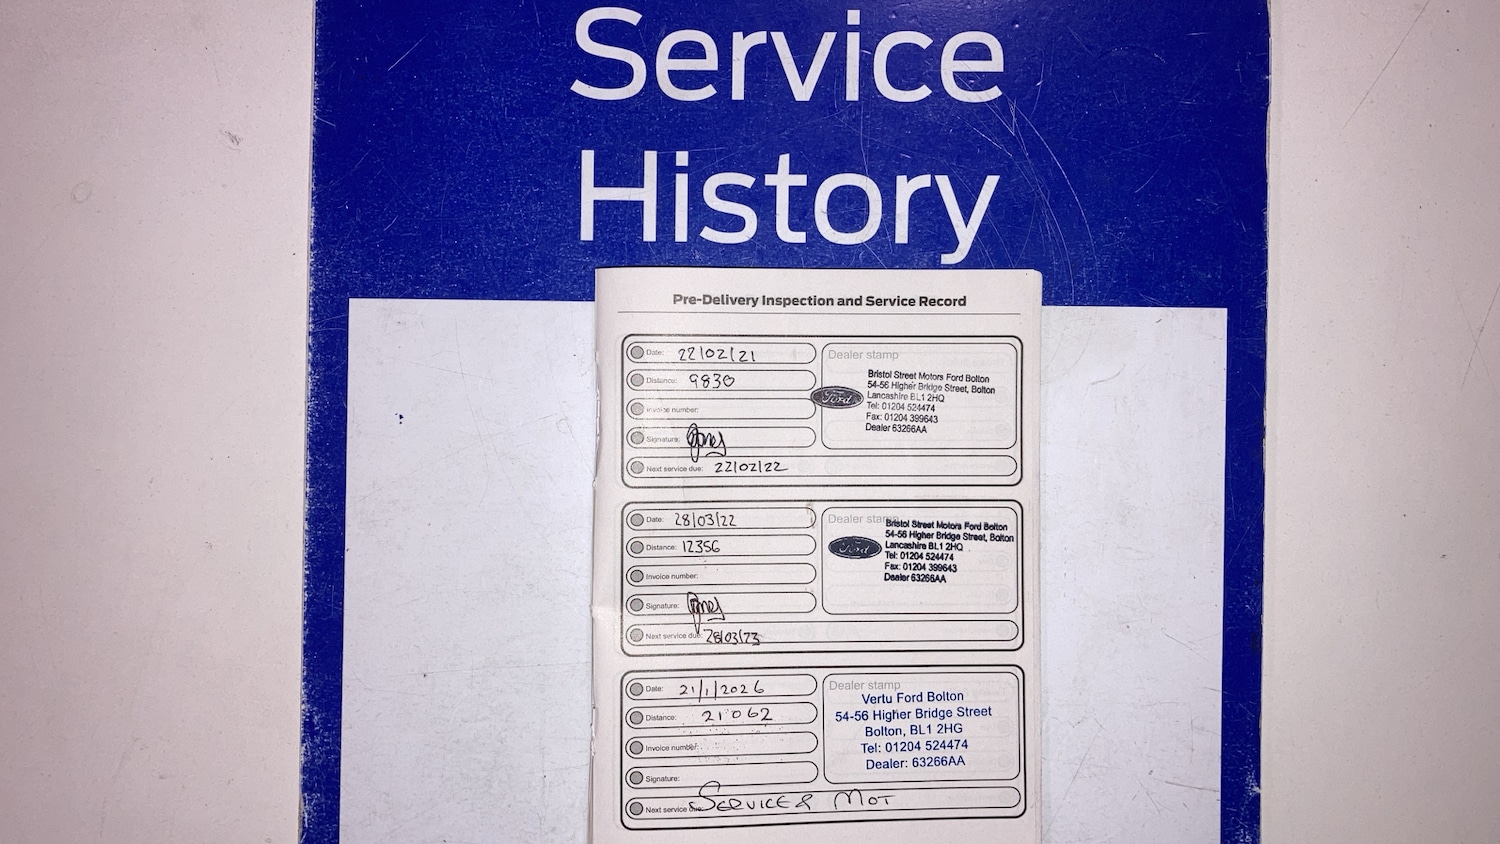 Service
History
Pre-Delivery Inspection and Service Record
Date: 22/02/21
Distance: 9830
Invoice number:
Signature:
Next service due: 22/02/22
Dealer stamp
Ford
Bristol Street Motors Ford Bolton
54-56 Higher Bridge Street, Bolton
Lancashire BL1 2HQ
Tel: 01204 524474
Fax: 01204 399643
Dealer 63266AA
Date: 28/03/22
Distance: 12356
Invoice number:
Signature:
Next service due: 28/03/23
Dealer stamp
Ford
Bristol Street Motors Ford Bolton
54-56 Higher Bridge Street, Bolton
Lancashire BL1 2HQ
Tel: 01204 524474
Fax: 01204 399643
Dealer 63266AA
Date: 21/1/2026
Distance: 21062
Invoice number:
Signature:
Next service due: SERVICE & MOT
Dealer stamp
Vertu Ford Bolton
54-56 Higher Bridge Street
Bolton, BL1 2HG
Tel: 01204 524474
Dealer: 63266AA